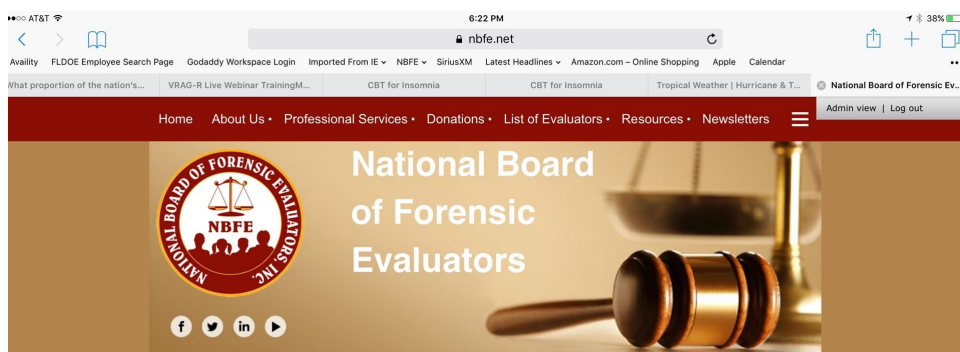 AT&T 6:22 PM 38%
nbfe.net
Availity FLDOE Employee Search Page Godaddy Workspace Login Imported From IE NBFE SiriusXM Latest Headlines Amazon.com – Online Shopping Apple Calendar
What proportion of the nation's... VRAG-R Live Webinar TrainingM... CBT for Insomnia CBT for Insomnia Tropical Weather | Hurricane & T... National Board of Forensic Ev...
Admin view | Log out
Home About Us • Professional Services • Donations • List of Evaluators • Resources • Newsletters
NATIONAL BOARD OF FORENSIC EVALUATORS, INC.
NBFE
National Board
of Forensic
Evaluators
f in